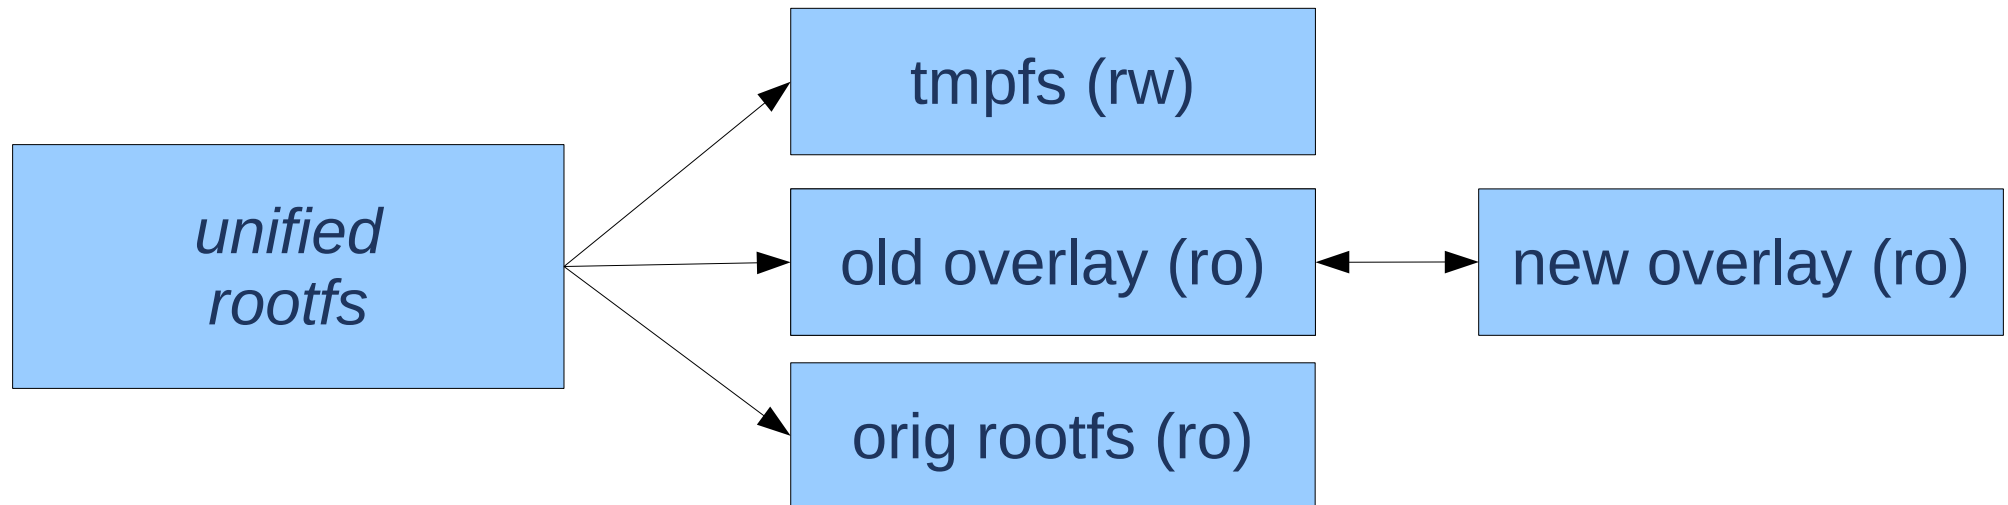 tmpfs (rw)
unified
rootfs
old overlay (ro)
new overlay (ro)
orig rootfs (ro)